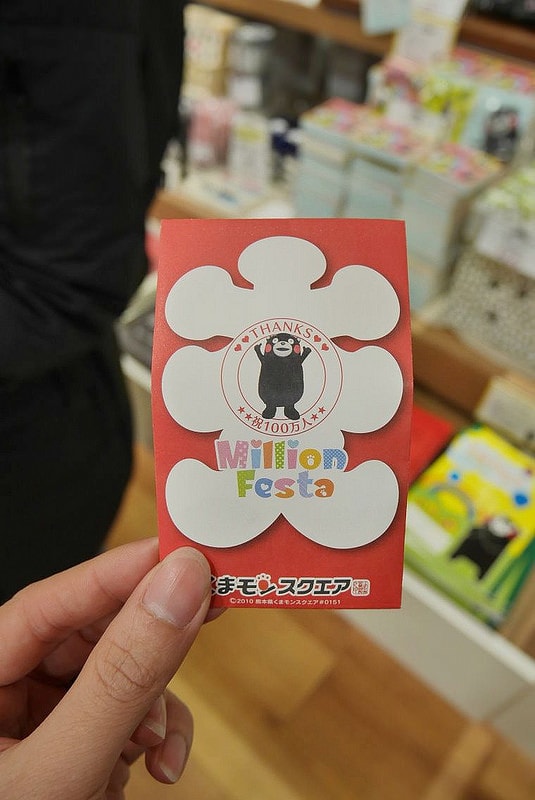 THANKS
祝100万人
Million
Festa
くまモンスクエア
©2010 熊本県くまモンスクエア#0151